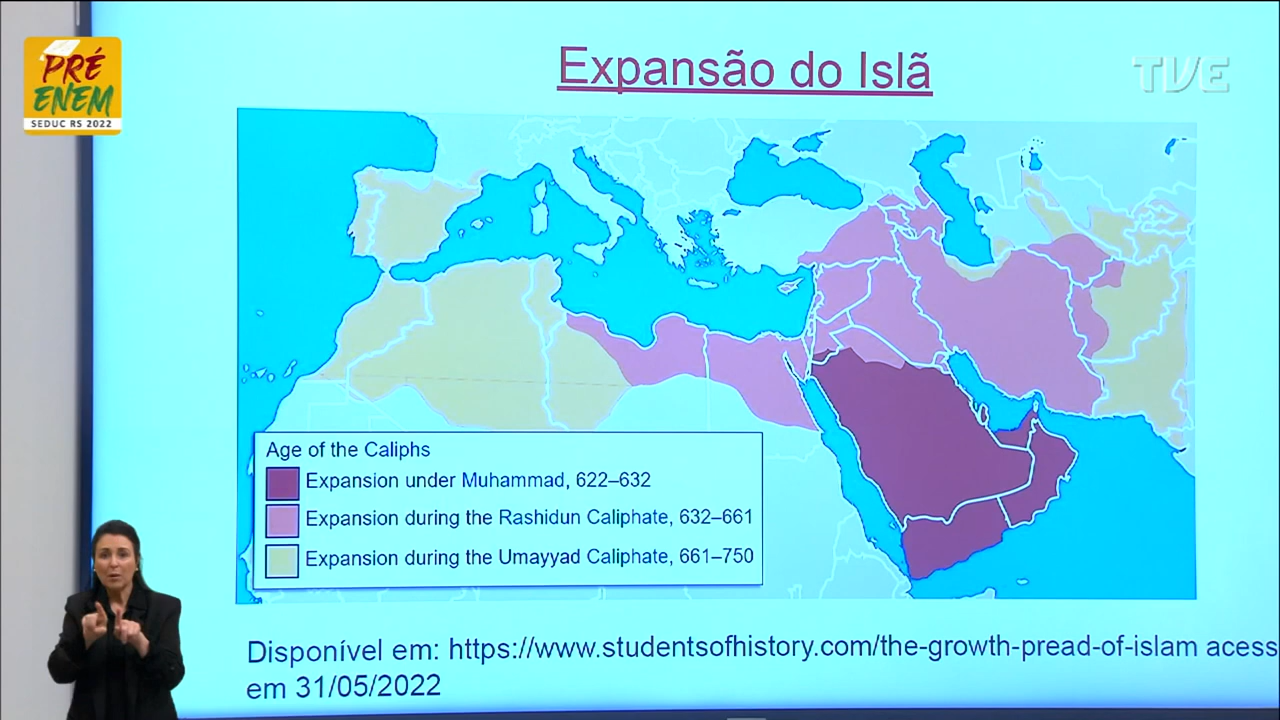 PRÉ
ENEM
SEDUC RS 2022
TVE
Expansão do Islã
Age of the Caliphs
Expansion under Muhammad, 622–632
Expansion during the Rashidun Caliphate, 632–661
Expansion during the Umayyad Caliphate, 661–750
Disponível em: https://www.studentsofhistory.com/the-growth-pread-of-islam acess
em 31/05/2022